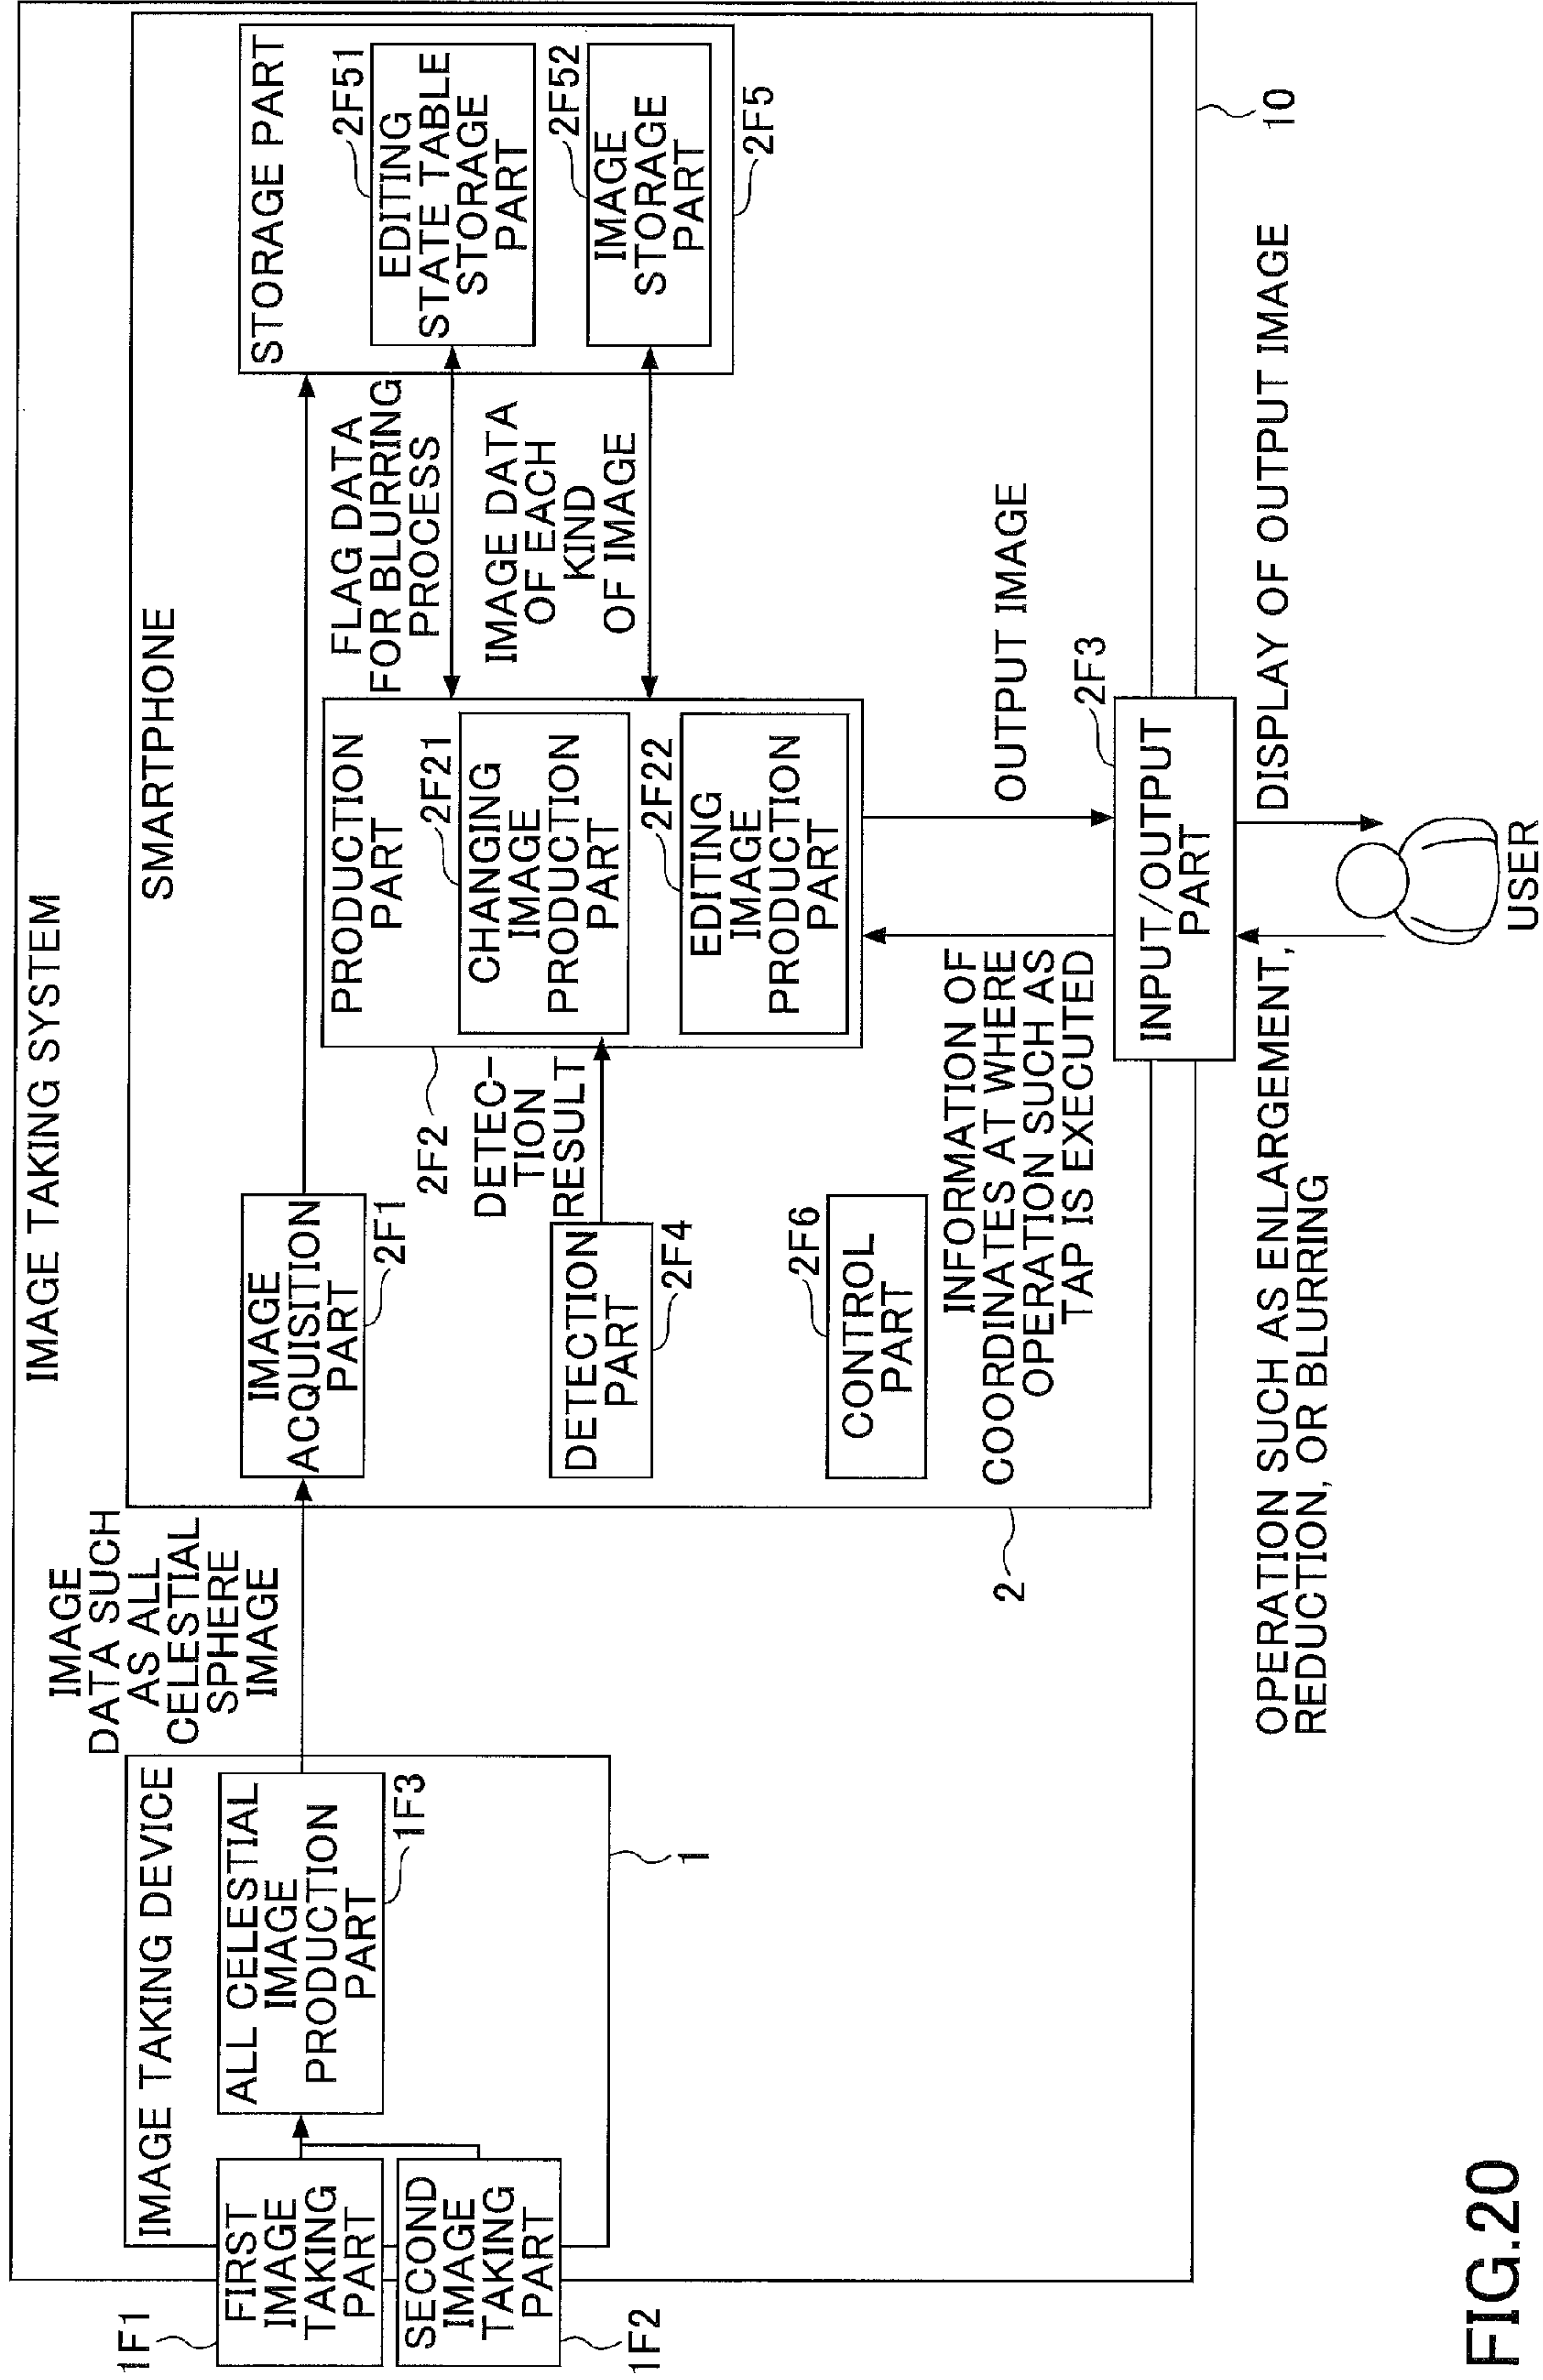 IMAGE TAKING SYSTEM
IMAGE TAKING DEVICE
1F1
FIRST
IMAGE
TAKING
PART
SECOND
IMAGE
TAKING
PART
1F2
ALL CELESTIAL
IMAGE
PRODUCTION
PART
1F3
1
IMAGE
DATA SUCH
AS ALL
CELESTIAL
SPHERE
IMAGE
SMARTPHONE
2
IMAGE
ACQUISITION
PART
2F1
DETECTION
PART
2F4
DETEC-
TION
RESULT
2F6
CONTROL
PART
2F2
PRODUCTION
PART
2F21
CHANGING
IMAGE
PRODUCTION
PART
2F22
EDITING
IMAGE
PRODUCTION
PART
FLAG DATA
FOR BLURRING
PROCESS
IMAGE DATA
OF EACH
KIND
OF IMAGE
STORAGE PART
2F51
EDITING
STATE TABLE
STORAGE
PART
2F52
IMAGE
STORAGE
PART
2F5
INFORMATION OF
COORDINATES AT WHERE
OPERATION SUCH AS
TAP IS EXECUTED
OUTPUT IMAGE
2F3
INPUT/OUTPUT
PART
10
OPERATION SUCH AS ENLARGEMENT,
REDUCTION, OR BLURRING
DISPLAY OF OUTPUT IMAGE
USER
FIG.20